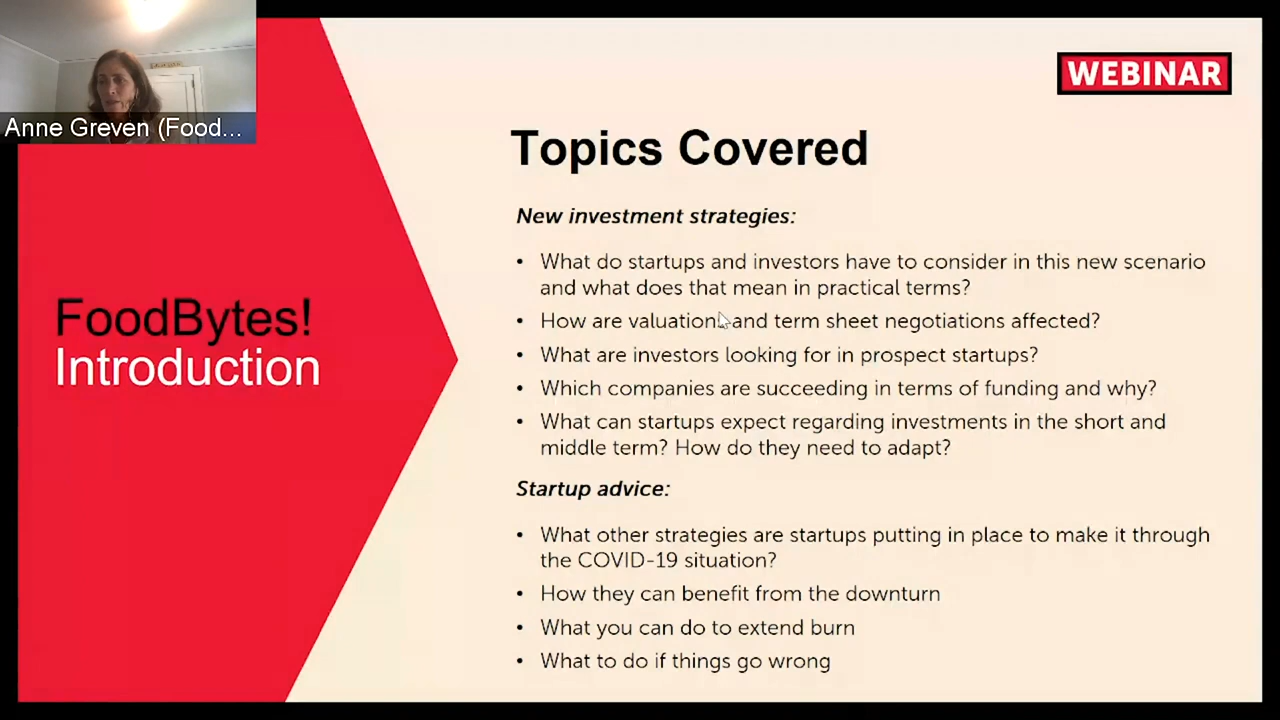 WEBINAR
Anne Greven (Food...
Topics Covered
New investment strategies:
• What do startups and investors have to consider in this new scenario
and what does that mean in practical terms?
• How are valuations and term sheet negotiations affected?
• What are investors looking for in prospect startups?
• Which companies are succeeding in terms of funding and why?
• What can startups expect regarding investments in the short and
middle term? How do they need to adapt?
Startup advice:
• What other strategies are startups putting in place to make it through
the COVID-19 situation?
• How they can benefit from the downturn
• What you can do to extend burn
• What to do if things go wrong
FoodBytes!
Introduction